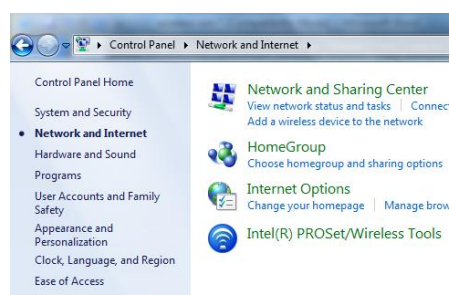 Control Panel ▸ Network and Internet ▸
Control Panel Home
System and Security
Network and Internet
Hardware and Sound
Programs
User Accounts and Family
Safety
Appearance and
Personalization
Clock, Language, and Region
Ease of Access
Network and Sharing Center
View network status and tasks | Connec
Add a wireless device to the network
HomeGroup
Choose homegroup and sharing options
Internet Options
Change your homepage | Manage brow
Intel(R) PROSet/Wireless Tools